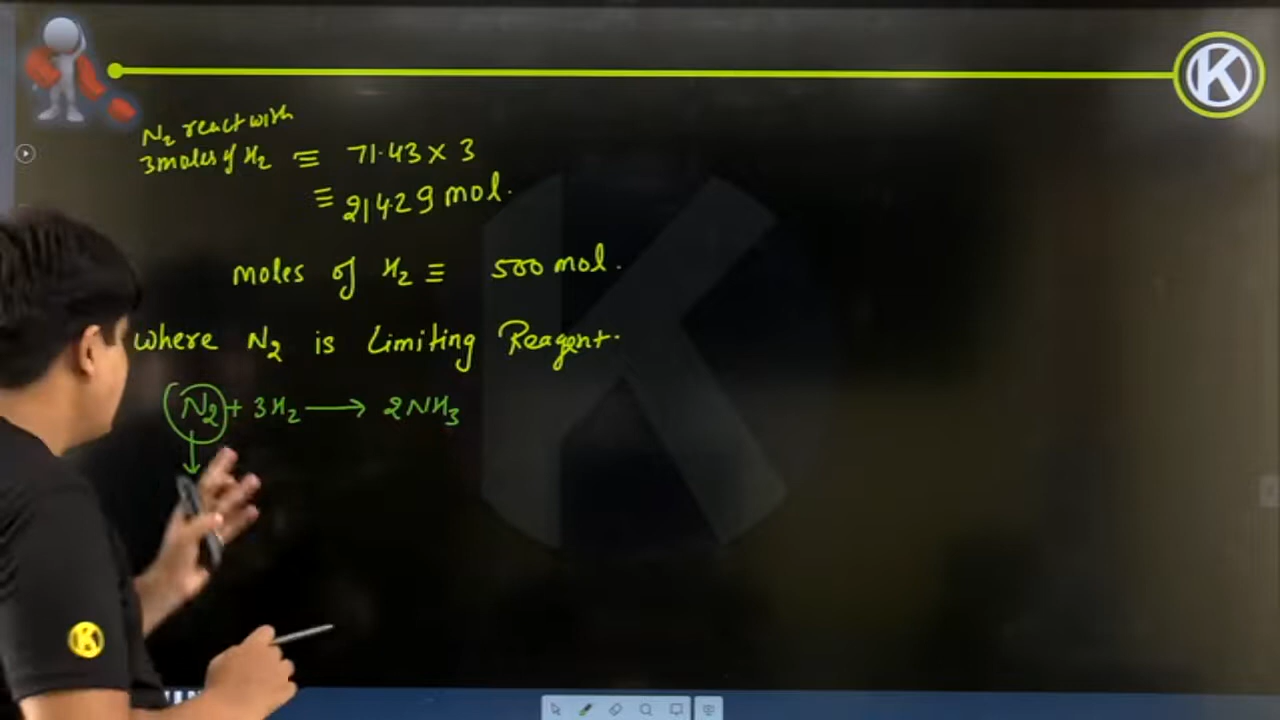 N₂ react with
3 moles of H₂ ≡ 71.43 × 3
≡ 214.29 mol.
moles of H₂ ≡ 500 mol.
where N₂ is Limiting Reagent.
(N₂ + 3H₂ ⟶ 2NH₃
K
K